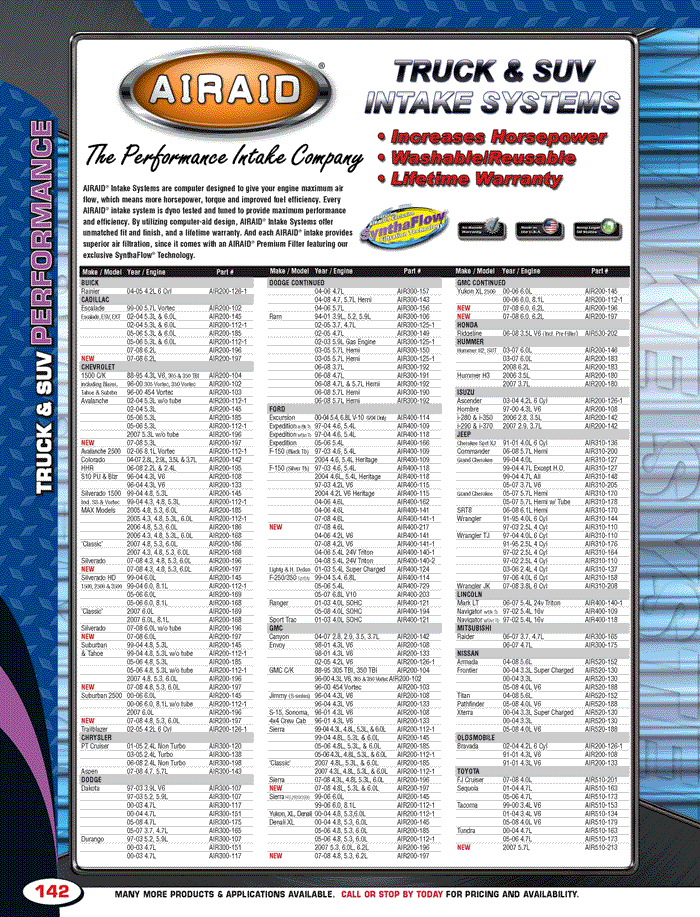 TRUCK & SUV PERFORMANCE
AIRAID®
The Performance Intake Company
TRUCK & SUV
INTAKE SYSTEMS
• Increases Horsepower
• Washable/Reusable
• Lifetime Warranty
AIRAID® Intake Systems are computer designed to give your engine maximum air
flow, which means more horsepower, torque and improved fuel efficiency. Every
AIRAID® intake system is dyno tested and tuned to provide maximum performance
and efficiency. By utilizing computer-aid design, AIRAID® Intake Systems offer
unmatched fit and finish, and a lifetime warranty. And each AIRAID® intake provides
superior air filtration, since it comes with an AIRAID® Premium Filter featuring our
exclusive SynthaFlow® Technology.
SynthaFlow
Make / Model Year / Engine Part #
BUICK
Rainier 04-05 4.2L 6 Cyl AIR200-126-1
CADILLAC
Escalade 99-00 5.7L Vortec AIR200-102
Escalade, ESV, EXT 02-04 5.3L & 6.0L AIR200-145
02-04 5.3L & 6.0L AIR200-112-1
05-06 5.3L & 6.0L AIR200-185
05-06 5.3L & 6.0L AIR200-112-1
07-08 6.2L AIR200-196
NEW 07-08 6.2L AIR200-197
CHEVROLET
1500 C/K 88-95 4.3L V6, 305 & 350 TBI AIR200-104
Including Blazer, 96-00 305 Vortec, 350 Vortec AIR200-102
Tahoe & Suburban 96-00 454 Vortec AIR200-103
Avalanche 02-04 5.3L w/o tube AIR200-112-1
02-04 5.3L AIR200-145
05-06 5.3L AIR200-185
05-06 5.3L AIR200-112-1
2007 5.3L w/o tube AIR200-196
NEW 07-08 5.3L AIR200-197
Avalanche 2500 02-06 8.1L Vortec AIR200-112-1
Colorado 04-07 2.8L, 2.9L, 3.5L & 3.7L AIR200-142
HHR 06-08 2.2L & 2.4L AIR200-195
S10 PU & Blzr 96-04 4.3L V6 AIR200-108
96-04 4.3L V6 AIR200-133
Silverado 1500 99-04 4.8, 5.3L AIR200-145
Incl. SS & Vortec 99-04 4.3, 4.8, 5.3L AIR200-112-1
MAX Models 2005 4.8, 5.3, 6.0L AIR200-185
2005 4.3, 4.8, 5.3L, 6.0L AIR200-112-1
2006 4.8, 5.3, 6.0L AIR200-186
2006 4.3, 4.8, 5.3L, 6.0L AIR200-168
"Classic" 2007 4.8, 5.3, 6.0L AIR200-186
2007 4.3, 4.8, 5.3, 6.0L AIR200-168
Silverado 07-08 4.3, 4.8, 5.3, 6.0L AIR200-196
NEW 07-08 4.3, 4.8, 5.3, 6.0L AIR200-197
Silverado HD 99-04 6.0L AIR200-145
1500, 2500 & 3500 99-04 6.0, 8.1L AIR200-112-1
05-06 6.0L AIR200-169
05-06 6.0, 8.1L AIR200-168
"Classic" 2007 6.0L AIR200-169
2007 6.0L, 8.1L AIR200-168
Silverado 07-08 6.0L, w/o tube AIR200-196
NEW 07-08 6.0L AIR200-197
Suburban 99-04 4.8, 5.3L AIR200-145
& Tahoe 99-04 4.8, 5.3L w/o tube AIR200-112-1
05-06 4.8, 5.3L AIR200-185
05-06 4.8, 5.3L w/o tube AIR200-112-1
2007 4.8, 5.3, 6.0L AIR200-196
NEW 07-08 4.8, 5.3, 6.0L AIR200-197
Suburban 2500 00-06 6.0L AIR200-145
00-06 6.0, 8.1L w/o tube AIR200-112-1
2007 6.0L AIR200-196
NEW 07-08 4.8, 5.3, 6.0L AIR200-197
Trailblazer 02-05 4.2L 6 Cyl AIR200-126-1
CHRYSLER
PT Cruiser 01-05 2.4L Non Turbo AIR300-120
03-05 2.4L Turbo AIR300-138
06-08 2.4L Non Turbo AIR300-198
Aspen 07-08 4.7, 5.7L AIR300-143
DODGE
Dakota 97-03 3.9L V6 AIR300-107
97-03 5.2, 5.9L AIR300-107
00-03 4.7L AIR300-117
00-04 4.7L AIR300-151
05-08 4.7L AIR300-175
05-07 3.7, 4.7L AIR300-165
Durango 97-03 5.2, 5.9L AIR300-107
00-03 4.7L AIR300-151
00-03 4.7L AIR300-117
Make / Model Year / Engine Part #
DODGE CONTINUED
04-06 4.7L AIR300-157
04-08 4.7, 5.7L Hemi AIR300-143
04-06 5.7L AIR300-156
Ram 94-01 3.9L, 5.2, 5.9L AIR300-106
02-05 3.7, 4.7L AIR300-125-1
02-05 4.7L AIR300-149
02-03 5.9L Gas Engine AIR300-125-1
03-05 5.7L Hemi AIR300-150
03-05 5.7L Hemi AIR300-125-1
06-08 3.7L AIR300-192
06-08 4.7L AIR300-191
06-08 4.7L & 5.7L Hemi AIR300-192
06-08 5.7L Hemi AIR300-190
06-08 5.7L Hemi AIR300-192
FORD
Excursion 00-04 5.4, 6.8L V-10 6/04 Only AIR400-114
Expedition 97-04 4.6, 5.4L AIR400-109
Expedition 97-04 4.6, 5.4L AIR400-118
Expedition 05-06 5.4L AIR400-166
F-150 (Black Tb) 97-03 4.6, 5.4L AIR400-109
2004 4.6, 5.4L Heritage AIR400-109
F-150 (Silver Tb) 97-03 4.6, 5.4L AIR400-118
2004 4.6L, 5.4L Heritage AIR400-118
97-03 4.2L V6 AIR400-115
2004 4.2L V6 Heritage AIR400-115
04-06 4.6L AIR400-162
04-06 4.6L AIR400-141
07-08 4.6L AIR400-141-1
NEW 07-08 4.6L AIR400-217
04-06 4.2L V6 AIR400-141
07-08 4.2L V6 AIR400-141-1
04-08 5.4L 24V Triton AIR400-140-1
04-08 5.4L 24V Triton AIR400-140-2
Lightg & H. Davidson 01-03 5.4L Super Charged AIR400-124
F-250/350 99-04 5.4, 6.8L AIR400-114
05-06 5.4L AIR400-729
05-07 6.8L V10 AIR400-203
Ranger 01-03 4.0L SOHC AIR400-121
05-08 4.0L SOHC AIR400-194
Sport Trac 01-03 4.0L SOHC AIR400-121
GMC
Canyon 04-07 2.8, 2.9, 3.5, 3.7L AIR200-142
Envoy 98-01 4.3L V6 AIR200-108
98-01 4.3L V6 AIR200-133
02-05 4.2L V6 AIR200-126-1
GMC C/K 88-95 305 TBI, 350 TBI AIR200-104
96-00 4.3L V6, 305 & 350 Vortec AIR200-102
96-00 454 Vortec AIR200-103
Jimmy (S-series) 96-04 4.3L V6 AIR200-108
96-04 4.3L V6 AIR200-133
S-15, Sonoma, 96-01 4.3L V6 AIR200-108
4x4 Crew Cab 96-01 4.3L V6 AIR200-133
Sierra 99-04 4.3L, 4.8L, 5.3L, & 6.0L AIR200-112-1
99-04 4.8L, 5.3L, & 6.0L AIR200-145
05-06 4.8L, 5.3L, & 6.0L AIR200-185
05-06 4.3L, 4.8L, 5.3L, & 6.0L AIR200-112-1
"Classic" 2007 4.8L, 5.3L, & 6.0L AIR200-185
2007 4.3L, 4.8L, 5.3L, & 6.0L AIR200-112-1
Sierra 07-08 4.3L, 4.8L, 5.3L, & 6.0L AIR200-196
NEW 07-08 4.8L, 5.3L, & 6.0L AIR200-197
Sierra 99-06 6.0L AIR200-145
99-06 6.0, 8.1L AIR200-112-1
Yukon, XL, Denali 00-04 4.8, 5.3, 6.0L AIR200-112-1
Denali XL 00-04 4.8, 5.3, 6.0L AIR200-145
05-06 4.8, 5.3, 6.0L AIR200-185
05-06 4.8, 5.3, 6.0L AIR200-112-1
2007 5.3, 6.0L, 6.2L AIR200-196
NEW 07-08 4.8, 5.3, 6.2L AIR200-197
Make / Model Year / Engine Part #
GMC CONTINUED
Yukon XL 2500 00-06 6.0L AIR200-145
00-06 6.0, 8.1L AIR200-112-1
NEW 07-08 6.0, 6.2L AIR200-196
NEW 07-08 6.0, 6.2L AIR200-197
HONDA
Ridgeline 06-08 3.5L V6 (Incl. Pre-Filter) AIR530-202
HUMMER
Hummer H2, SUT 03-07 6.0L AIR200-146
03-07 6.0L AIR200-183
2008 6.2L AIR200-183
Hummer H3 2006 3.5L AIR200-180
2007 3.7L AIR200-180
ISUZU
Ascender 03-04 4.2L 6 Cyl AIR200-126-1
Hombre 97-00 4.3L V6 AIR200-108
i-280 & i-350 2006 2.8, 3.5L AIR200-142
i-290 & i-370 2007 2.9, 3.7L AIR200-142
JEEP
Cherokee Sprt XJ 91-01 4.0L 6 Cyl AIR310-136
Commander 06-08 5.7L Hemi AIR310-200
Grand Cherokee 99-04 4.0L AIR310-127
99-04 4.7L Except H.O. AIR310-127
99-04 4.7L All AIR310-148
05-07 3.7L V6 AIR310-205
Grand Cherokee 05-07 5.7L Hemi AIR310-170
05-07 5.7L Hemi w/ Tube AIR310-178
SRT8 06-08 6.1L Hemi AIR310-170
Wrangler 91-95 4.0L 6 Cyl AIR310-144
97-03 2.5L 4 Cyl AIR310-110
Wrangler TJ 97-04 4.0L 6 Cyl AIR310-110
91-95 2.5L 4 Cyl AIR310-176
97-02 2.5L 4 Cyl AIR310-164
97-02 2.5L 4 Cyl AIR310-110
03-06 2.4L 4 Cyl AIR310-137
97-06 4.0L 6 Cyl AIR310-158
Wrangler JK 07-08 3.8L 6 Cyl AIR310-208
LINCOLN
Mark LT 06-07 5.4L 24v Triton AIR400-140-1
Navigator 97-02 5.4L 16v AIR400-109
Navigator 97-02 5.4L 16v AIR400-118
MITSUBISHI
Raider 06-07 3.7, 4.7L AIR300-165
06-07 4.7L AIR300-175
NISSAN
Armada 04-08 5.6L AIR520-152
Frontier 00-04 3.3L Super Charged AIR520-130
00-04 3.3L AIR520-130
05-08 4.0L V6 AIR520-188
Titan 04-08 5.6L AIR520-152
Pathfinder 05-08 4.0L V6 AIR520-188
Xterra 00-04 3.3L Super Charged AIR520-130
00-04 3.3L AIR520-130
05-08 4.0L V6 AIR520-188
OLDSMOBILE
Bravada 02-04 4.2L 6 Cyl AIR200-126-1
91-01 4.3L V6 AIR200-108
91-01 4.3L V6 AIR200-133
TOYOTA
FJ Cruiser 07-08 4.0L AIR510-201
Sequoia 01-04 4.7L AIR510-163
05-06 4.7L AIR510-173
Tacoma 99-00 3.4L V6 AIR510-153
01-04 3.4L V6 AIR510-134
05-08 4.0L V6 AIR510-179
Tundra 00-04 4.7L AIR510-163
05-06 4.7L AIR510-173
NEW 2007 5.7L AIR510-213
142
MANY MORE PRODUCTS & APPLICATIONS AVAILABLE. CALL OR STOP BY TODAY FOR PRICING AND AVAILABILITY.